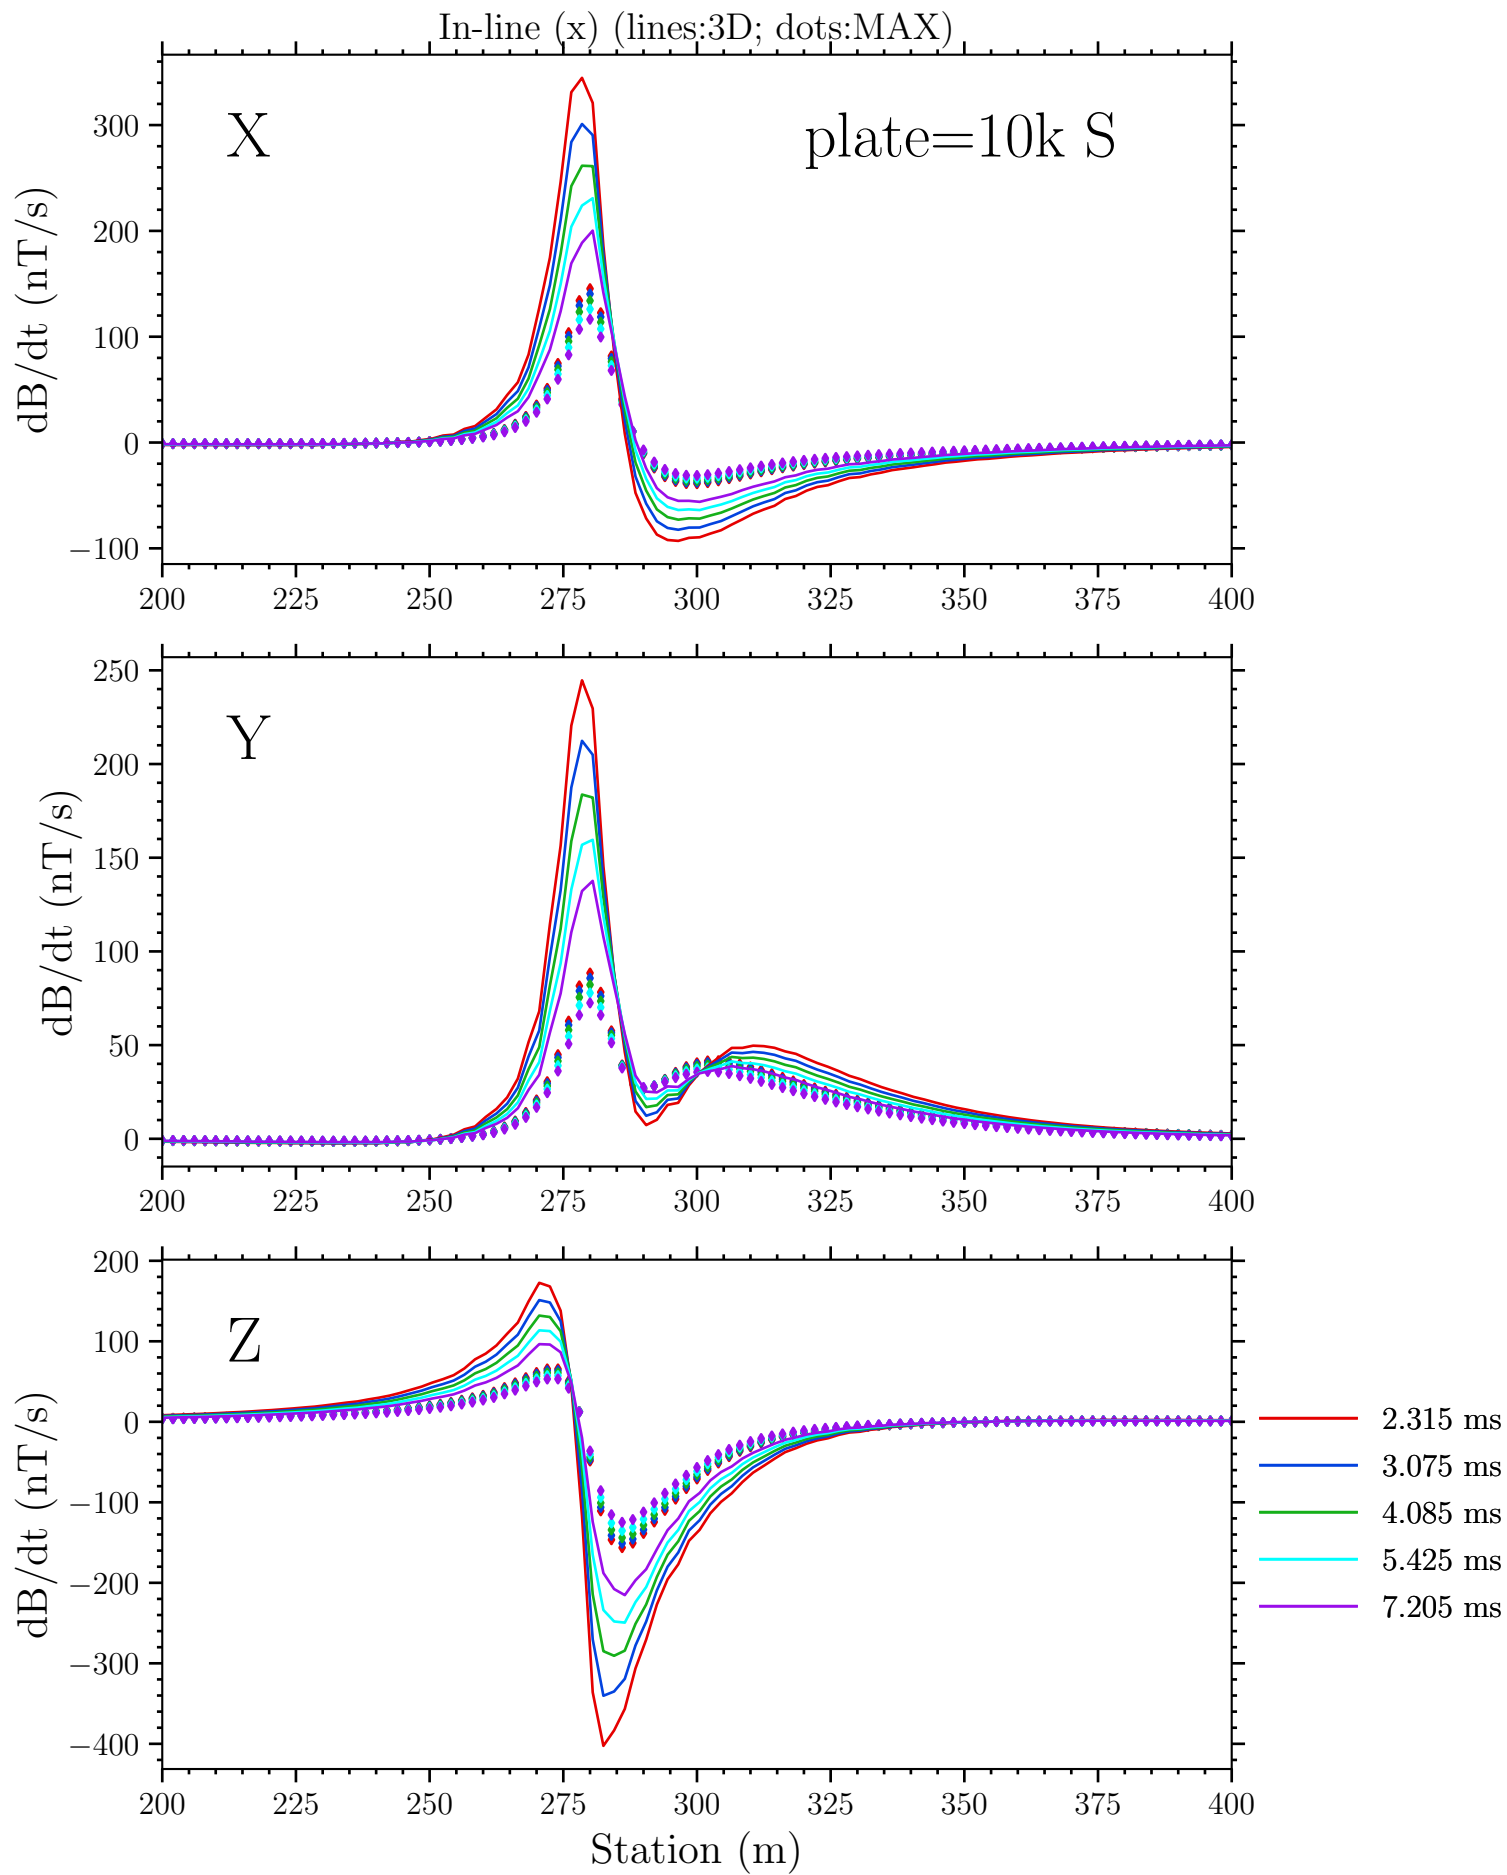 In-line (x) (lines:3D; dots:MAX)
X
plate=10k S
dB/dt (nT/s)
300
200
100
0
−100
200 225 250 275 300 325 350 375 400
Y
dB/dt (nT/s)
250
200
150
100
50
0
200 225 250 275 300 325 350 375 400
Z
dB/dt (nT/s)
200
100
0
−100
−200
−300
−400
200 225 250 275 300 325 350 375 400
Station (m)
2.315 ms
3.075 ms
4.085 ms
5.425 ms
7.205 ms